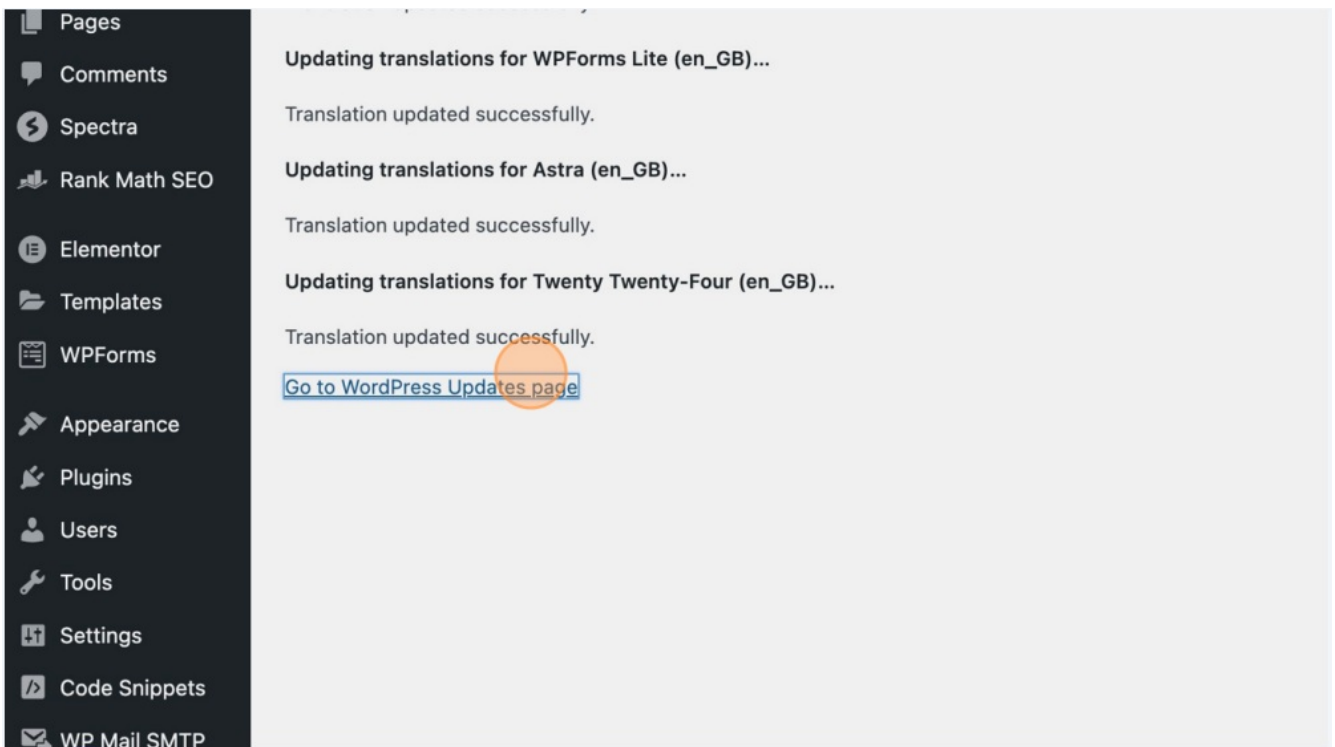 Pages
Comments
Spectra
Rank Math SEO
Elementor
Templates
WPForms
Appearance
Plugins
Users
Tools
Settings
Code Snippets
WP Mail SMTP
Updating translations for WPForms Lite (en_GB)...
Translation updated successfully.
Updating translations for Astra (en_GB)...
Translation updated successfully.
Updating translations for Twenty Twenty-Four (en_GB)...
Translation updated successfully.
Go to WordPress Updates page